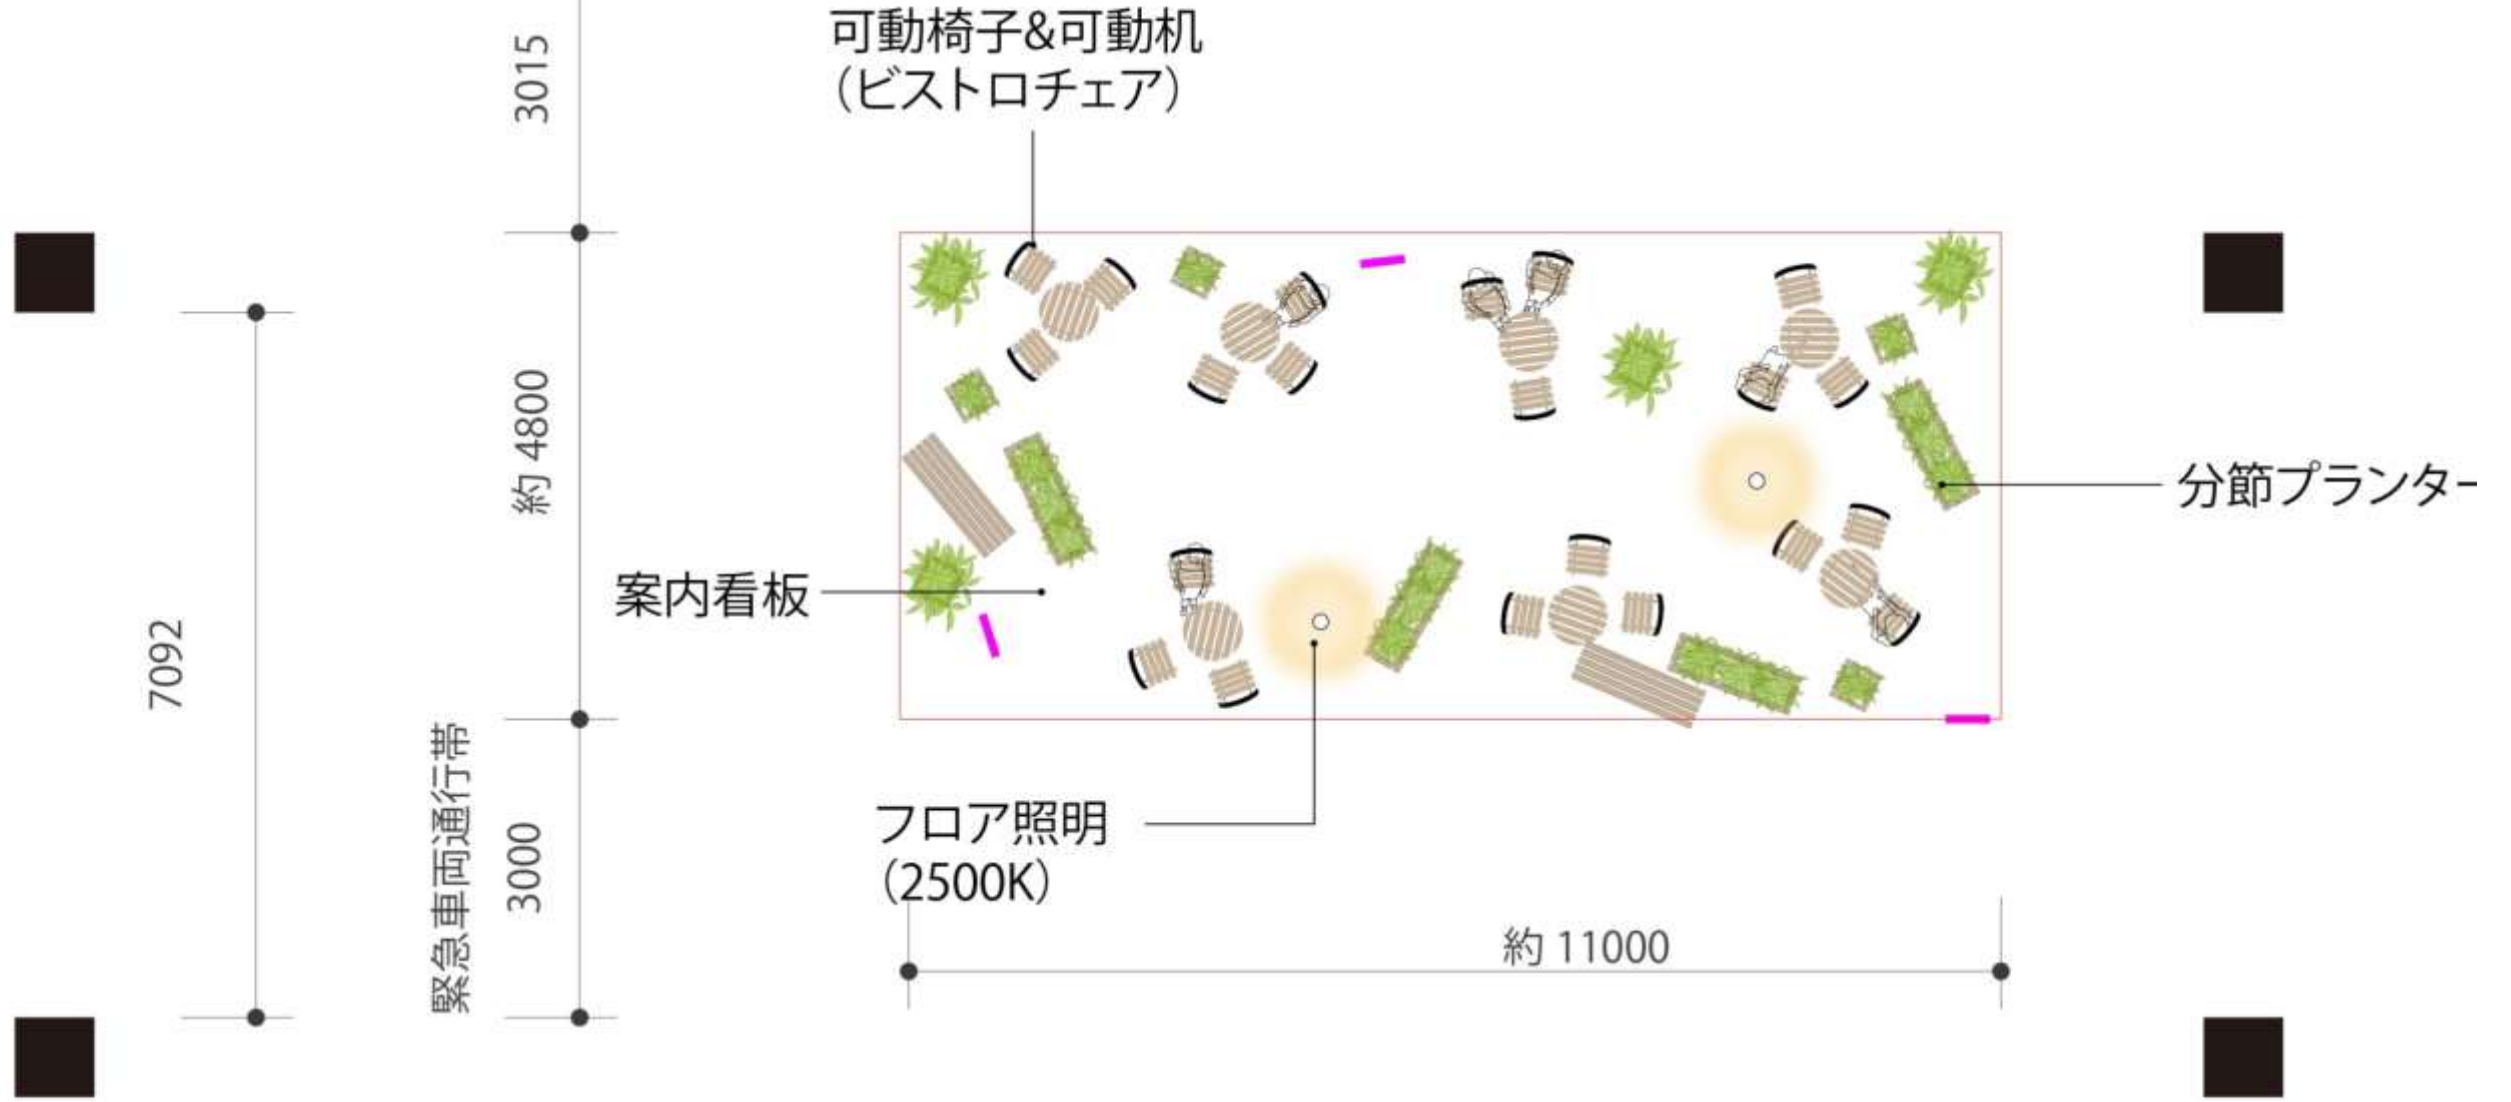 可動椅子&可動机
（ビストロチェア）
3015
約 4800
7092
緊急車両通行帯
3000
分節プランター
案内看板
フロア照明
（2500K）
約 11000